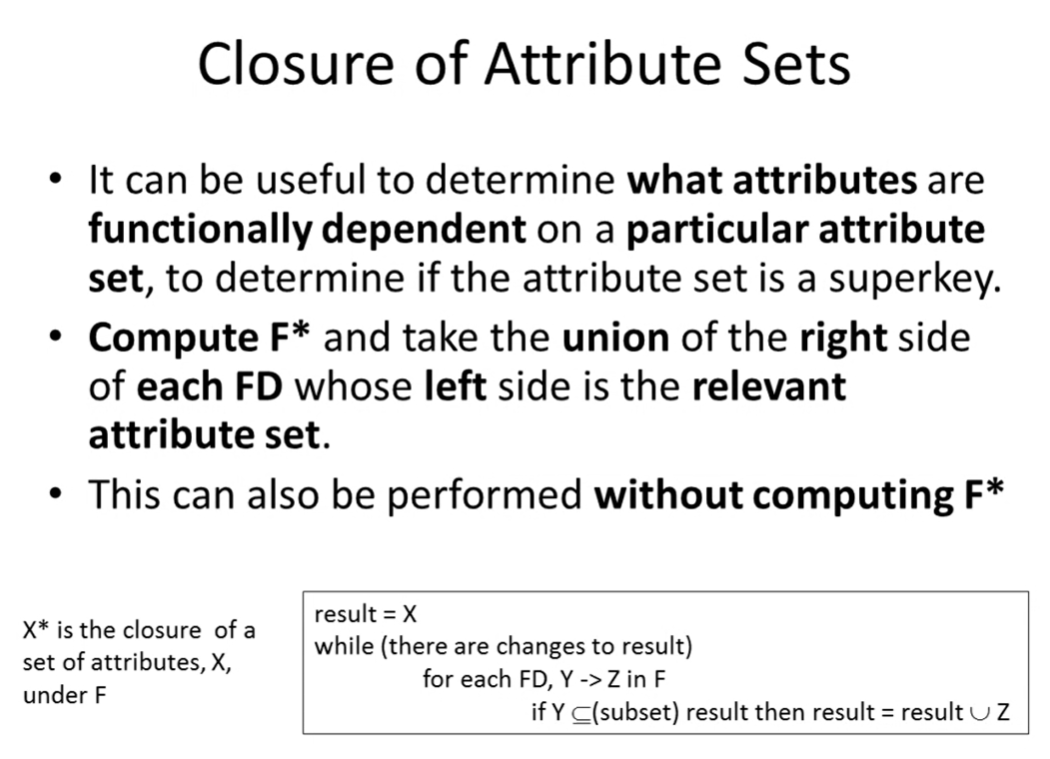 Closure of Attribute Sets
• It can be useful to determine what attributes are
functionally dependent on a particular attribute
set, to determine if the attribute set is a superkey.
• Compute F* and take the union of the right side
of each FD whose left side is the relevant
attribute set.
• This can also be performed without computing F*
X* is the closure of a
set of attributes, X,
under F
result = X
while (there are changes to result)
for each FD, Y -> Z in F
if Y ⊆(subset) result then result = result ∪ Z